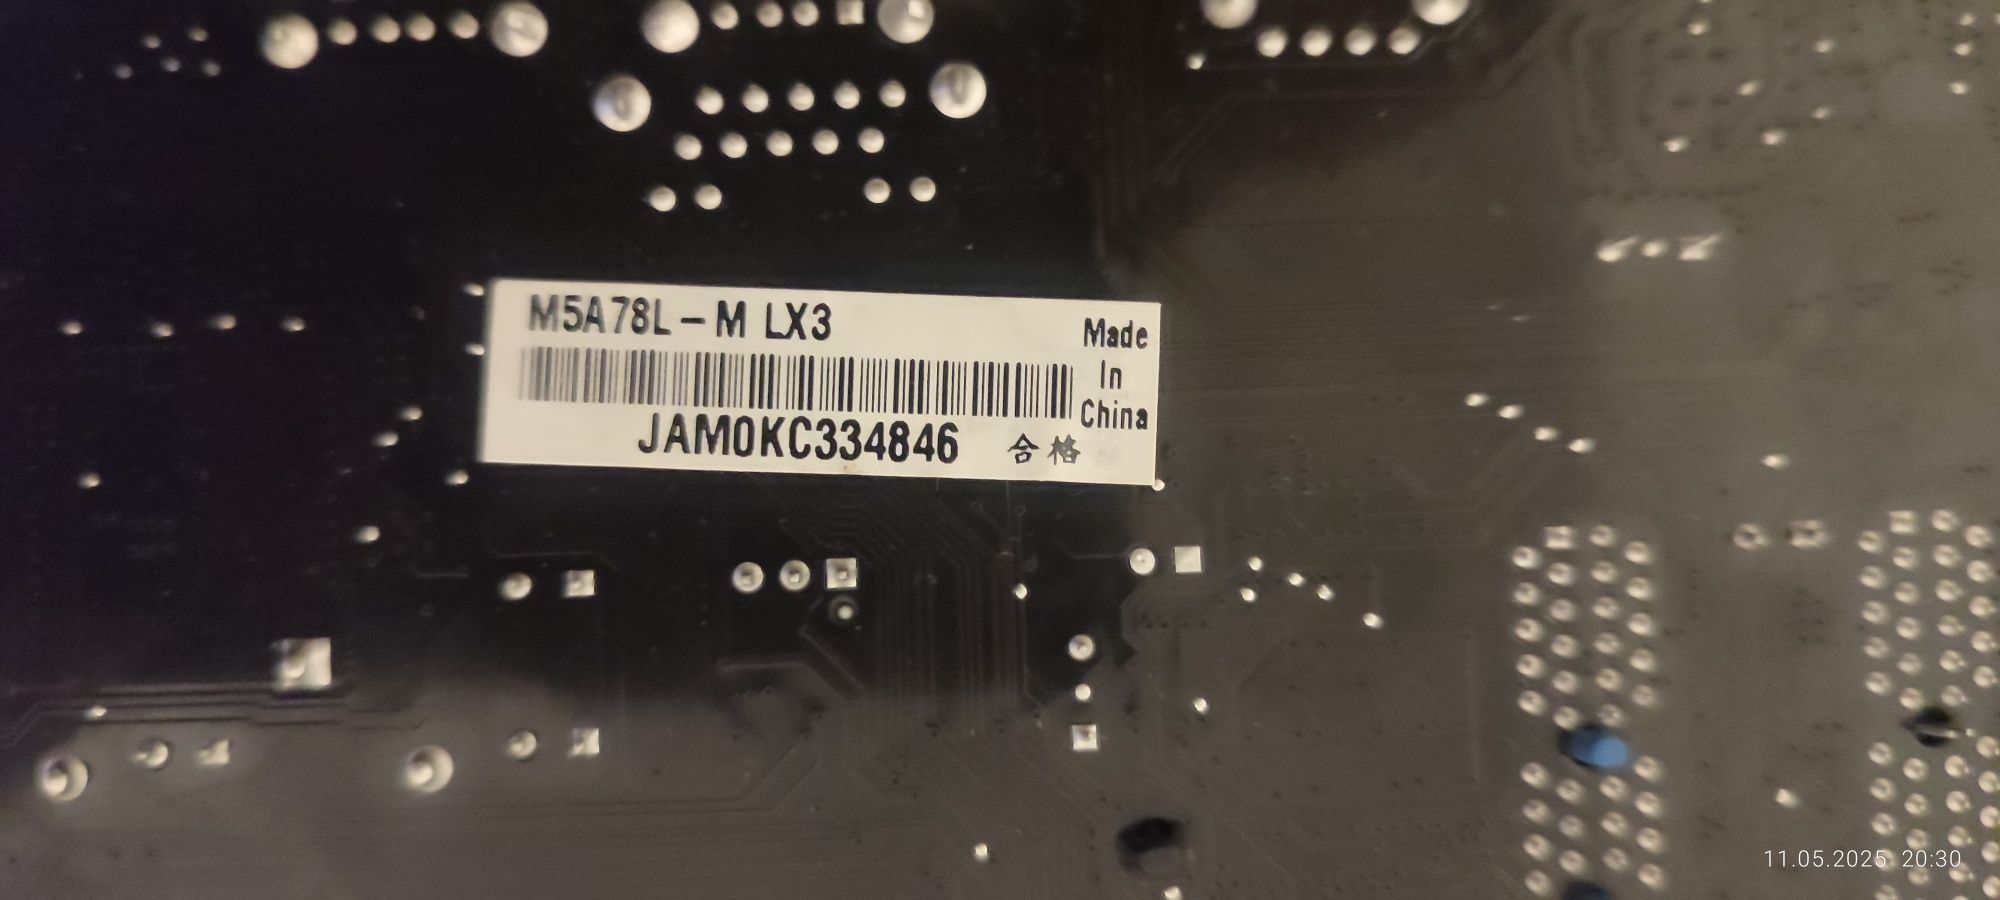 M5A78L-M LX3
Made
In
China
JAM0KC334846
合格
11.05.2025 20:30